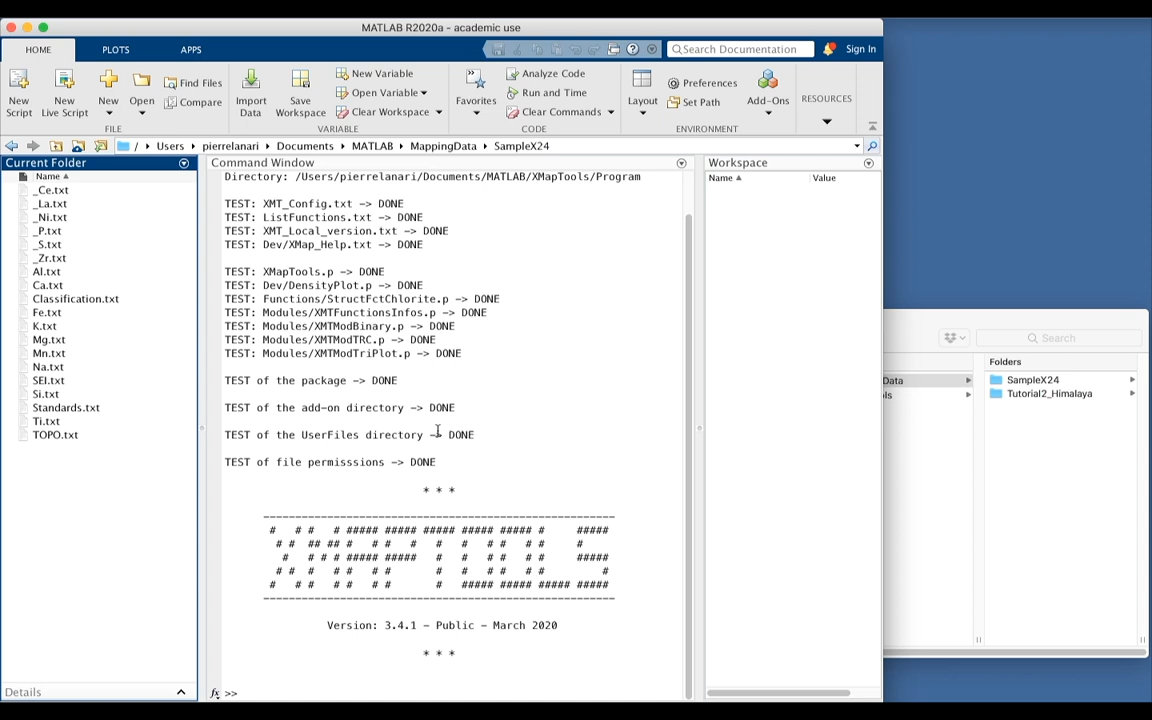 MATLAB R2020a - academic use
HOME
PLOTS
APPS
Search Documentation
Sign In
New Script
New Live Script
New
Open
Find Files
Compare
FILE
Import Data
Save Workspace
New Variable
Open Variable
Clear Workspace
VARIABLE
Favorites
Analyze Code
Run and Time
Clear Commands
CODE
Layout
Preferences
Set Path
ENVIRONMENT
Add-Ons
RESOURCES
/ Users pierrelanari Documents MATLAB MappingData SampleX24
Current Folder
Name
_Ce.txt
_La.txt
_Ni.txt
_P.txt
_S.txt
_Zr.txt
Al.txt
Ca.txt
Classification.txt
Fe.txt
K.txt
Mg.txt
Mn.txt
Na.txt
SEI.txt
Si.txt
Standards.txt
Ti.txt
TOPO.txt
Details
Command Window
Directory: /Users/pierrelanari/Documents/MATLAB/XMapTools/Program
TEST: XMT_Config.txt -> DONE
TEST: ListFunctions.txt -> DONE
TEST: XMT_Local_version.txt -> DONE
TEST: Dev/XMap_Help.txt -> DONE
TEST: XMapTools.p -> DONE
TEST: Dev/DensityPlot.p -> DONE
TEST: Functions/StructFctChlorite.p -> DONE
TEST: Modules/XMTFunctionsInfos.p -> DONE
TEST: Modules/XMTModBinary.p -> DONE
TEST: Modules/XMTModTRC.p -> DONE
TEST: Modules/XMTModTriPlot.p -> DONE
TEST of the package -> DONE
TEST of the add-on directory -> DONE
TEST of the UserFiles directory -> DONE
TEST of file permisssions -> DONE
* * *
XMAPTOOLS
Version: 3.4.1 - Public - March 2020
* * *
fx >>
Workspace
Name
Value
Search
Folders
Data
ls
SampleX24
Tutorial2_Himalaya